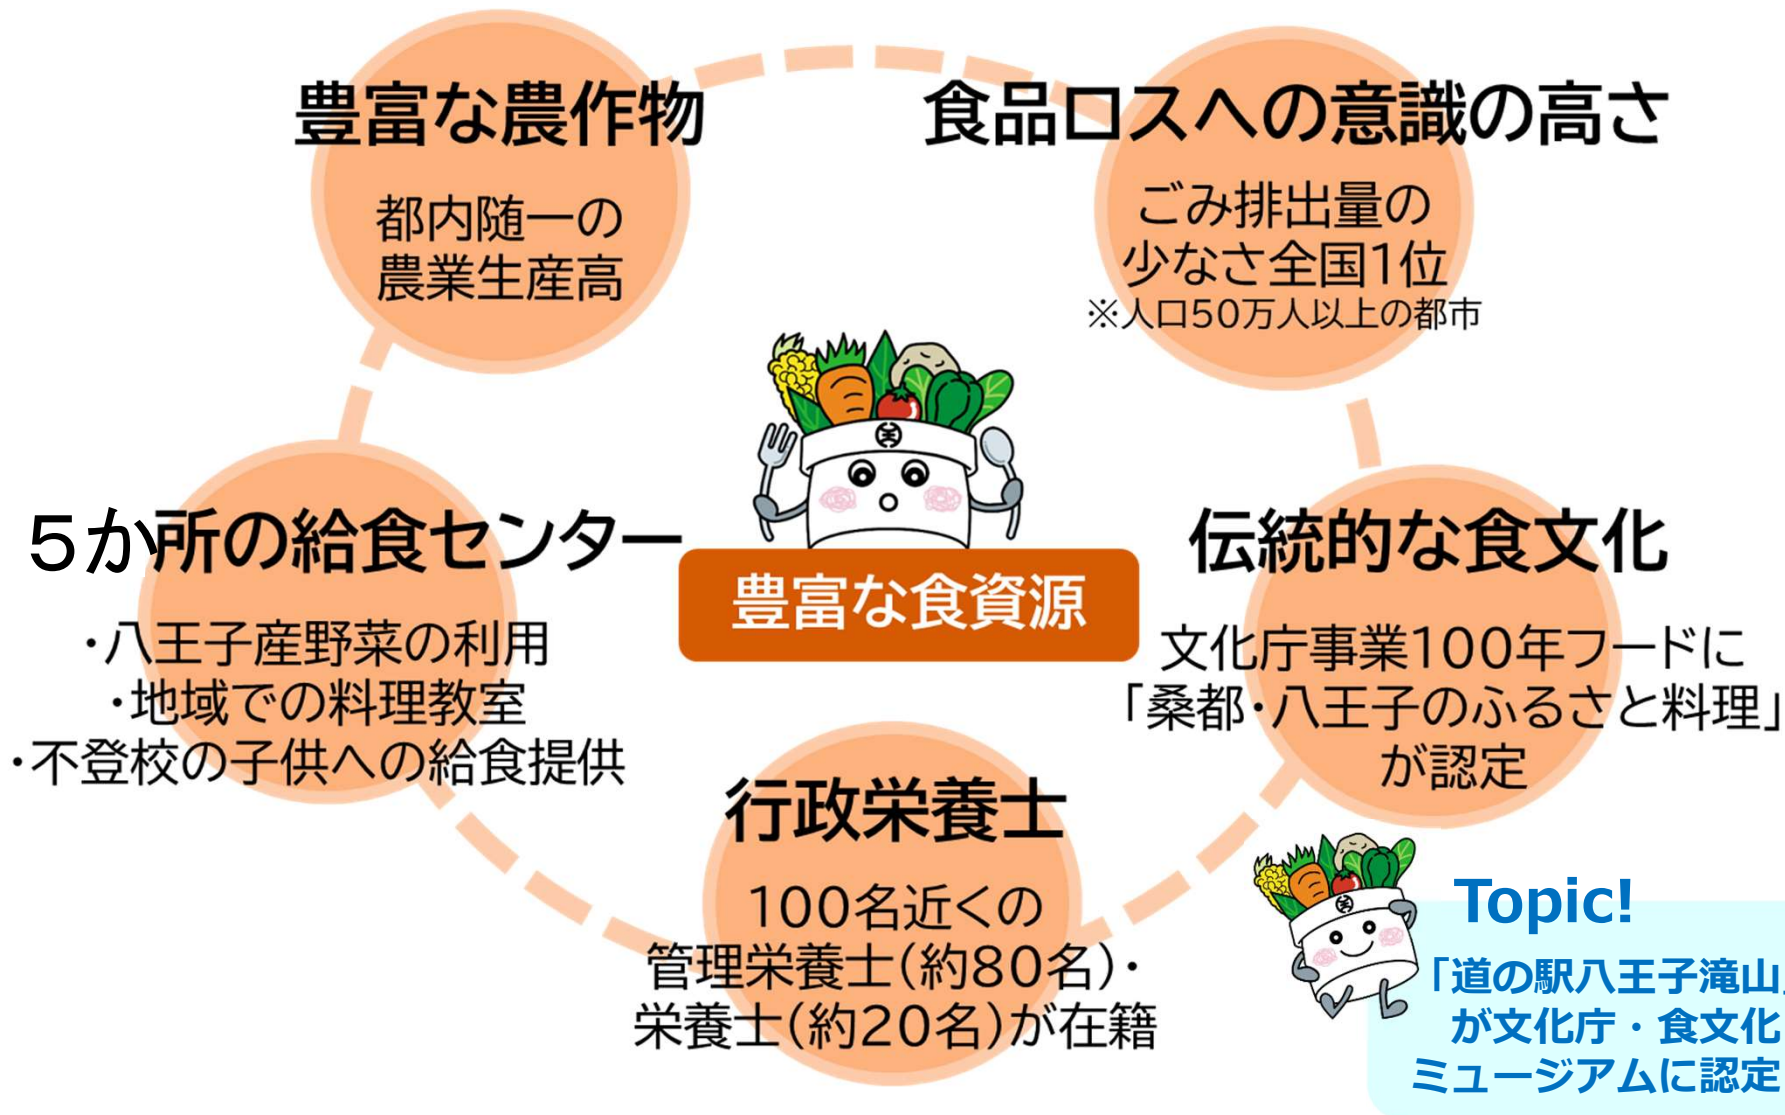 豊富な農作物
都内随一の
農業生産高
食品ロスへの意識の高さ
ごみ排出量の
少なさ全国1位
※人口50万人以上の都市
５か所の給食センター
・八王子産野菜の利用
・地域での料理教室
・不登校の子供への給食提供
豊富な食資源
伝統的な食文化
文化庁事業100年フードに
「桑都・八王子のふるさと料理」
が認定
行政栄養士
100名近くの
管理栄養士(約80名)・
栄養士(約20名)が在籍
Topic!
「道の駅八王子滝山」
が文化庁・食文化
ミュージアムに認定